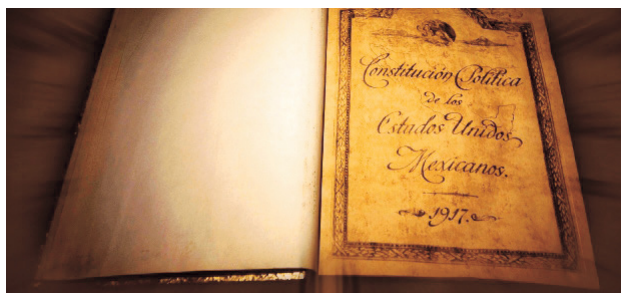 Constitución Política
de los
Estados Unidos
Mexicanos.
1917.